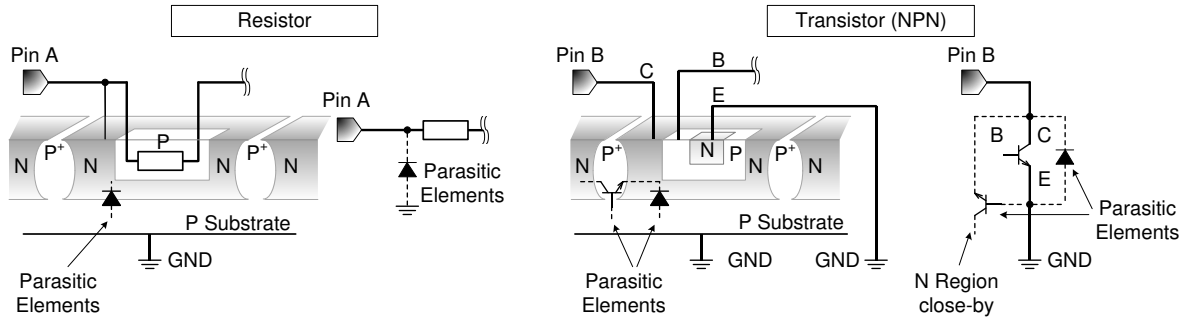 Resistor
Transistor (NPN)
Pin A
Pin B
Pin B
C
B
E
Pin A
N
P+
N
P
N
P+
N
Parasitic
Elements
P Substrate
GND
Parasitic
Elements
N
P+
N
N
P
N
P+
N
P Substrate
GND
GND
Parasitic
Elements
B
C
E
Parasitic
Elements
N Region
close-by